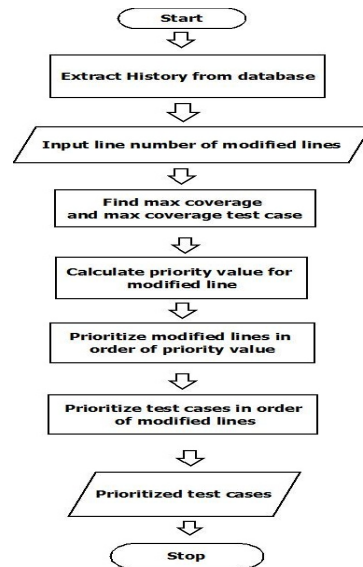 Start
Extract History from database
Input line number of modified lines
Find max coverage
and max coverage test case
Calculate priority value for
modified line
Prioritize modified lines in
order of priority value
Prioritize test cases in order
of modified lines
Prioritized test cases
Stop